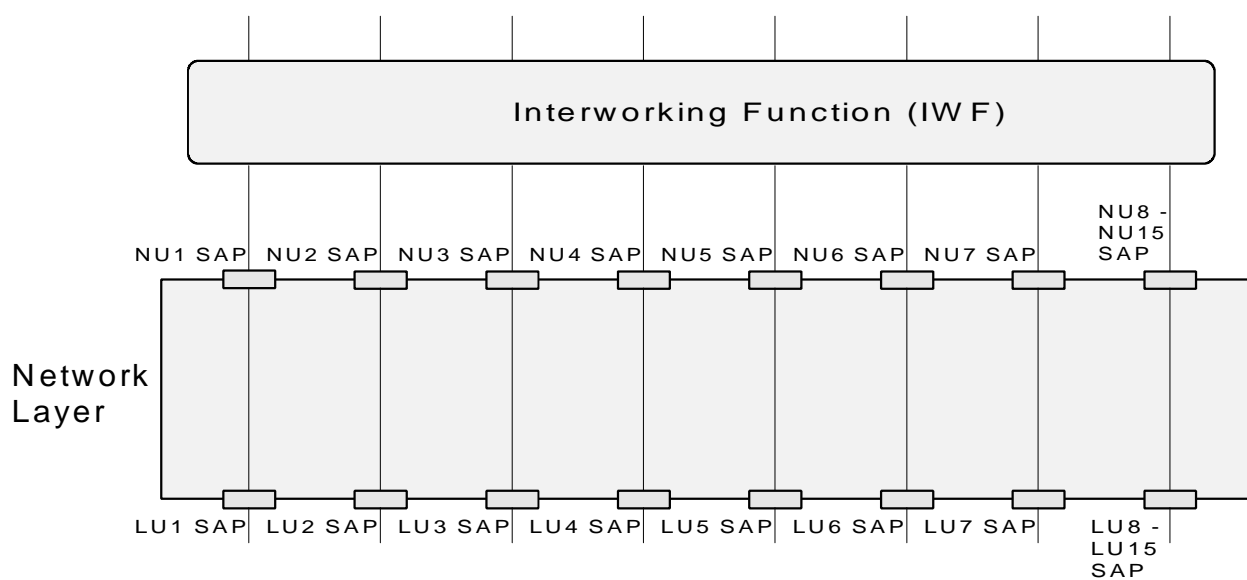 Interworking Function (IWF)
NU8 -
NU15
SAP
NU1 SAP NU2 SAP NU3 SAP NU4 SAP NU5 SAP NU6 SAP NU7 SAP
Network
Layer
LU1 SAP LU2 SAP LU3 SAP LU4 SAP LU5 SAP LU6 SAP LU7 SAP
LU8 -
LU15
SAP